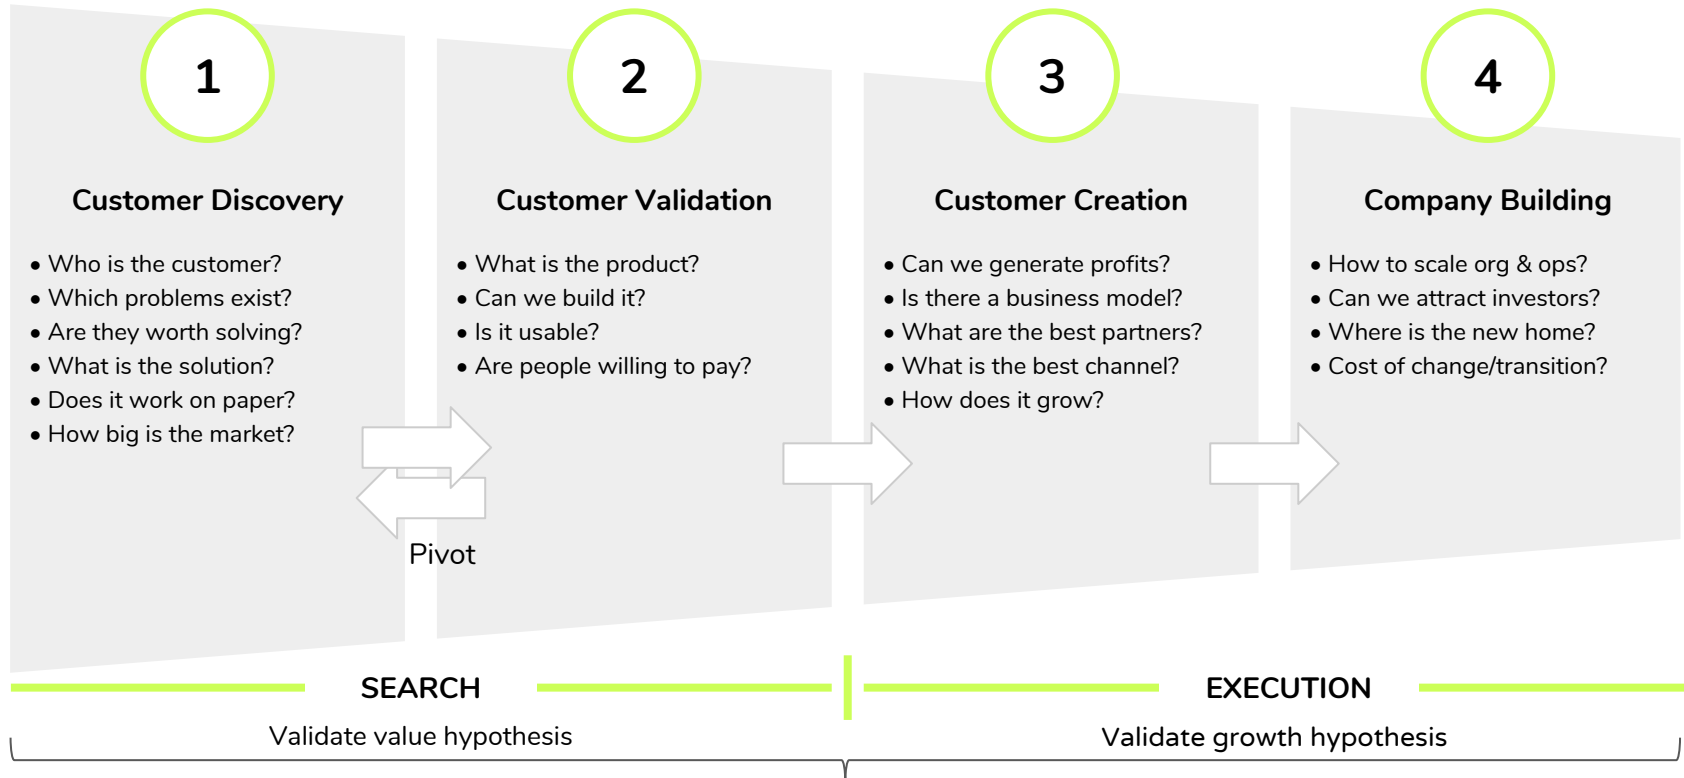 1
Customer Discovery
• Who is the customer?
• Which problems exist?
• Are they worth solving?
• What is the solution?
• Does it work on paper?
• How big is the market?
2
Customer Validation
• What is the product?
• Can we build it?
• Is it usable?
• Are people willing to pay?
Pivot
3
Customer Creation
• Can we generate profits?
• Is there a business model?
• What are the best partners?
• What is the best channel?
• How does it grow?
4
Company Building
• How to scale org & ops?
• Can we attract investors?
• Where is the new home?
• Cost of change/transition?
SEARCH
Validate value hypothesis
EXECUTION
Validate growth hypothesis